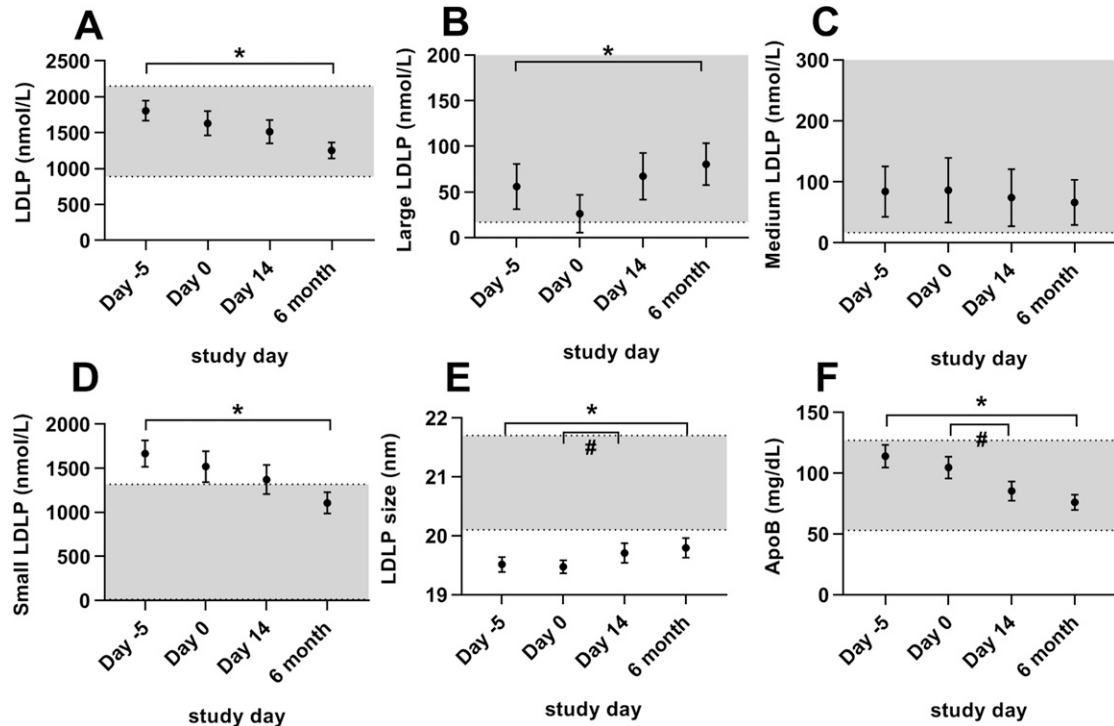 A
LDLP (nmol/L)
2500
2000
1500
1000
500
0
*
Day -5
Day 0
Day 14
6 month
study day
B
Large LDLP (nmol/L)
200
150
100
50
0
*
Day -5
Day 0
Day 14
6 month
study day
C
Medium LDLP (nmol/L)
300
200
100
0
Day -5
Day 0
Day 14
6 month
study day
D
Small LDLP (nmol/L)
2000
1500
1000
500
0
*
Day -5
Day 0
Day 14
6 month
study day
E
LDLP size (nm)
22
21
20
19
*
#
Day -5
Day 0
Day 14
6 month
study day
F
ApoB (mg/dL)
150
100
50
0
*
#
Day -5
Day 0
Day 14
6 month
study day